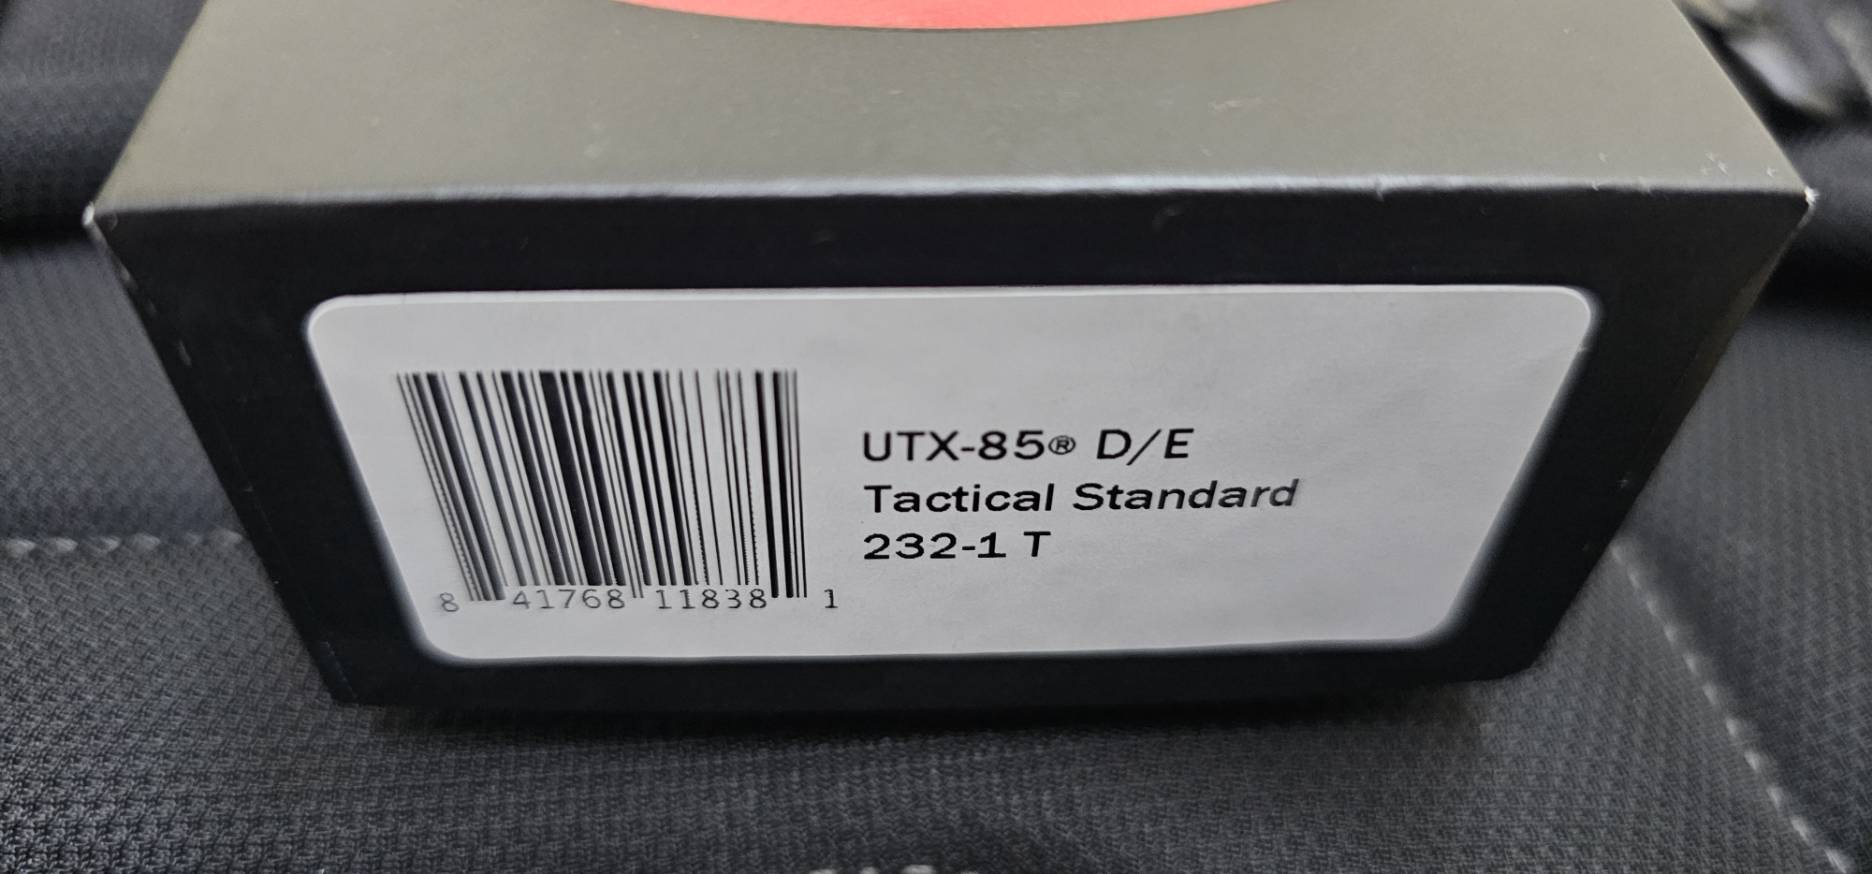 UTX-85® D/E
Tactical Standard
232-1 T
8 41768 11838 1